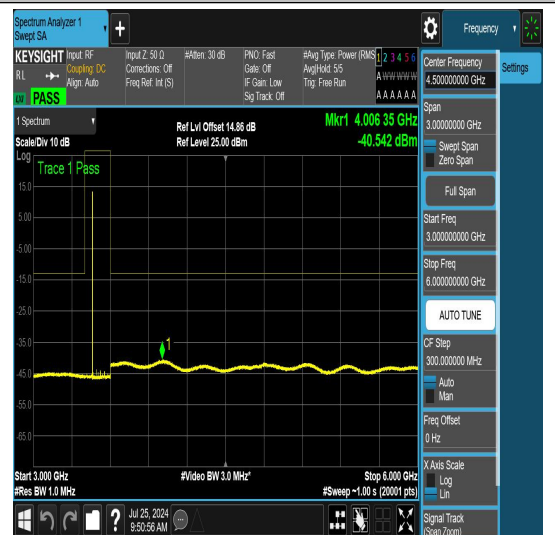 Spectrum Analyzer 1
Swept SA
+
Frequency
KEYSIGHT
Input: RF
Coupling: DC
Align: Auto
Input Z: 50 Ω
Corrections: Off
Freq Ref: Int (S)
#Atten: 30 dB
PNO: Fast
Gate: Off
IF Gain: Low
Sig Track: Off
#Avg Type: Power (RMS
Avg|Hold: 5/5
Trig: Free Run
1 2 3 4 5 6
A W W W W W
A A A A A A
R L
PASS
1 Spectrum
Scale/Div 10 dB
Ref Lvl Offset 14.86 dB
Ref Level 25.00 dBm
Mkr1 4.006 35 GHz
-40.542 dBm
Log
Trace 1 Pass
15.0
5.00
-5.00
-15.0
-25.0
-35.0
-45.0
-55.0
-65.0
1
Start 3.000 GHz
#Res BW 1.0 MHz
#Video BW 3.0 MHz*
Stop 6.000 GHz
#Sweep ~1.00 s (20001 pts)
?
Jul 25, 2024
9:50:56 AM
Settings
Center Frequency
4.500000000 GHz
Span
3.00000000 GHz
Swept Span
Zero Span
Full Span
Start Freq
3.000000000 GHz
Stop Freq
6.000000000 GHz
AUTO TUNE
CF Step
300.000000 MHz
Auto
Man
Freq Offset
0 Hz
X Axis Scale
Log
Lin
Signal Track
(Span Zoom)